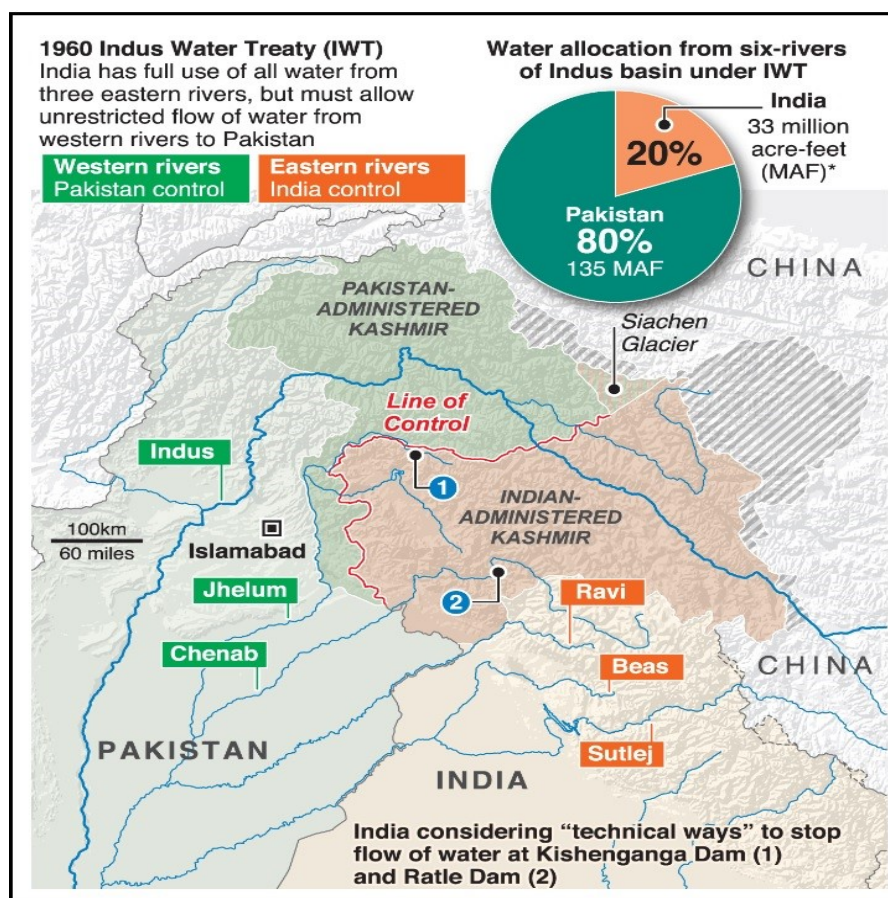 1960 Indus Water Treaty (IWT)
India has full use of all water from
three eastern rivers, but must allow
unrestricted flow of water from
western rivers to Pakistan
Western rivers
Pakistan control
Eastern rivers
India control
Water allocation from six-rivers
of Indus basin under IWT
India
33 million
acre-feet
(MAF)*
20%
Pakistan
80%
135 MAF
CHINA
PAKISTAN-
ADMINISTERED
KASHMIR
Siachen
Glacier
Line of
Control
Indus
1
INDIAN-
ADMINISTERED
KASHMIR
100km
60 miles
Islamabad
Jhelum
2
Ravi
Chenab
Beas
CHINA
PAKISTAN
INDIA
Sutlej
India considering “technical ways” to stop
flow of water at Kishenganga Dam (1)
and Ratle Dam (2)